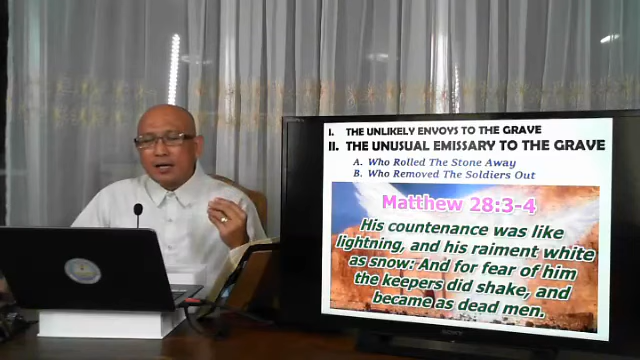 I. THE UNLIKELY ENVOYS TO THE GRAVE
II. THE UNUSUAL EMISSARY TO THE GRAVE
A. Who Rolled The Stone Away
B. Who Removed The Soldiers Out
Matthew 28:3-4
His countenance was like
lightning, and his raiment white
as snow: And for fear of him
the keepers did shake, and
became as dead men.
SONY